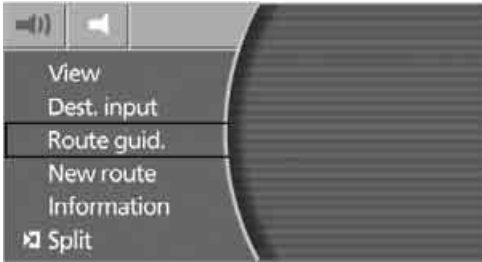 View
Dest. input
Route guid.
New route
Information
Split